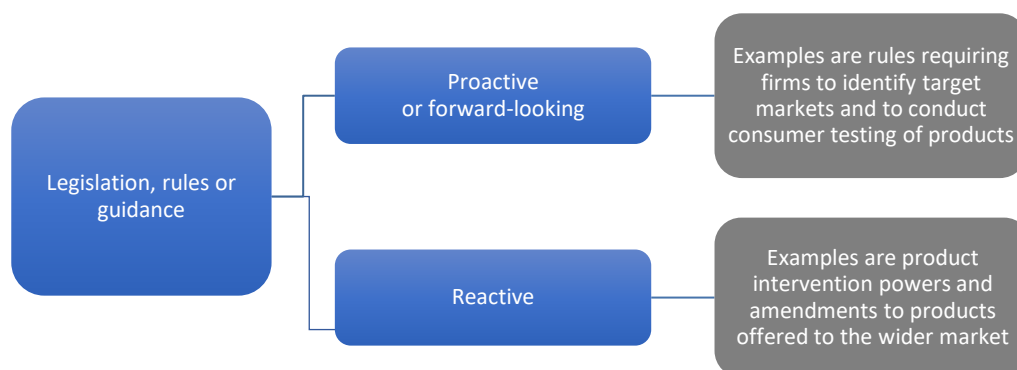 Legislation, rules or
guidance
Proactive
or forward-looking
Examples are rules requiring
firms to identify target
markets and to conduct
consumer testing of products
Reactive
Examples are product
intervention powers and
amendments to products
offered to the wider market